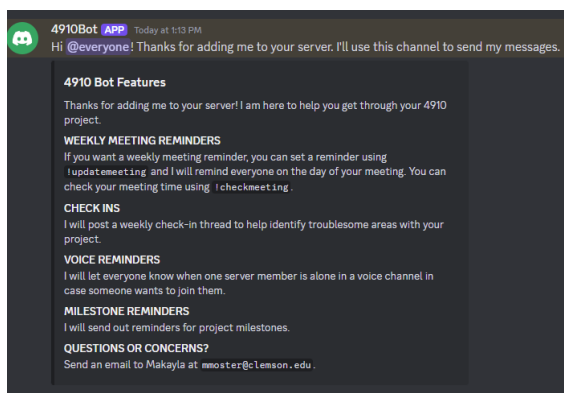 4910Bot APP Today at 1:13 PM
Hi @everyone! Thanks for adding me to your server. I'll use this channel to send my messages.
4910 Bot Features
Thanks for adding me to your server! I am here to help you get through your 4910
project.
WEEKLY MEETING REMINDERS
If you want a weekly meeting reminder, you can set a reminder using
!updatemeeting and I will remind everyone on the day of your meeting. You can
check your meeting time using !checkmeeting.
CHECK INS
I will post a weekly check-in thread to help identify troublesome areas with your
project.
VOICE REMINDERS
I will let everyone know when one server member is alone in a voice channel in
case someone wants to join them.
MILESTONE REMINDERS
I will send out reminders for project milestones.
QUESTIONS OR CONCERNS?
Send an email to Makayla at mmoster@clemson.edu.